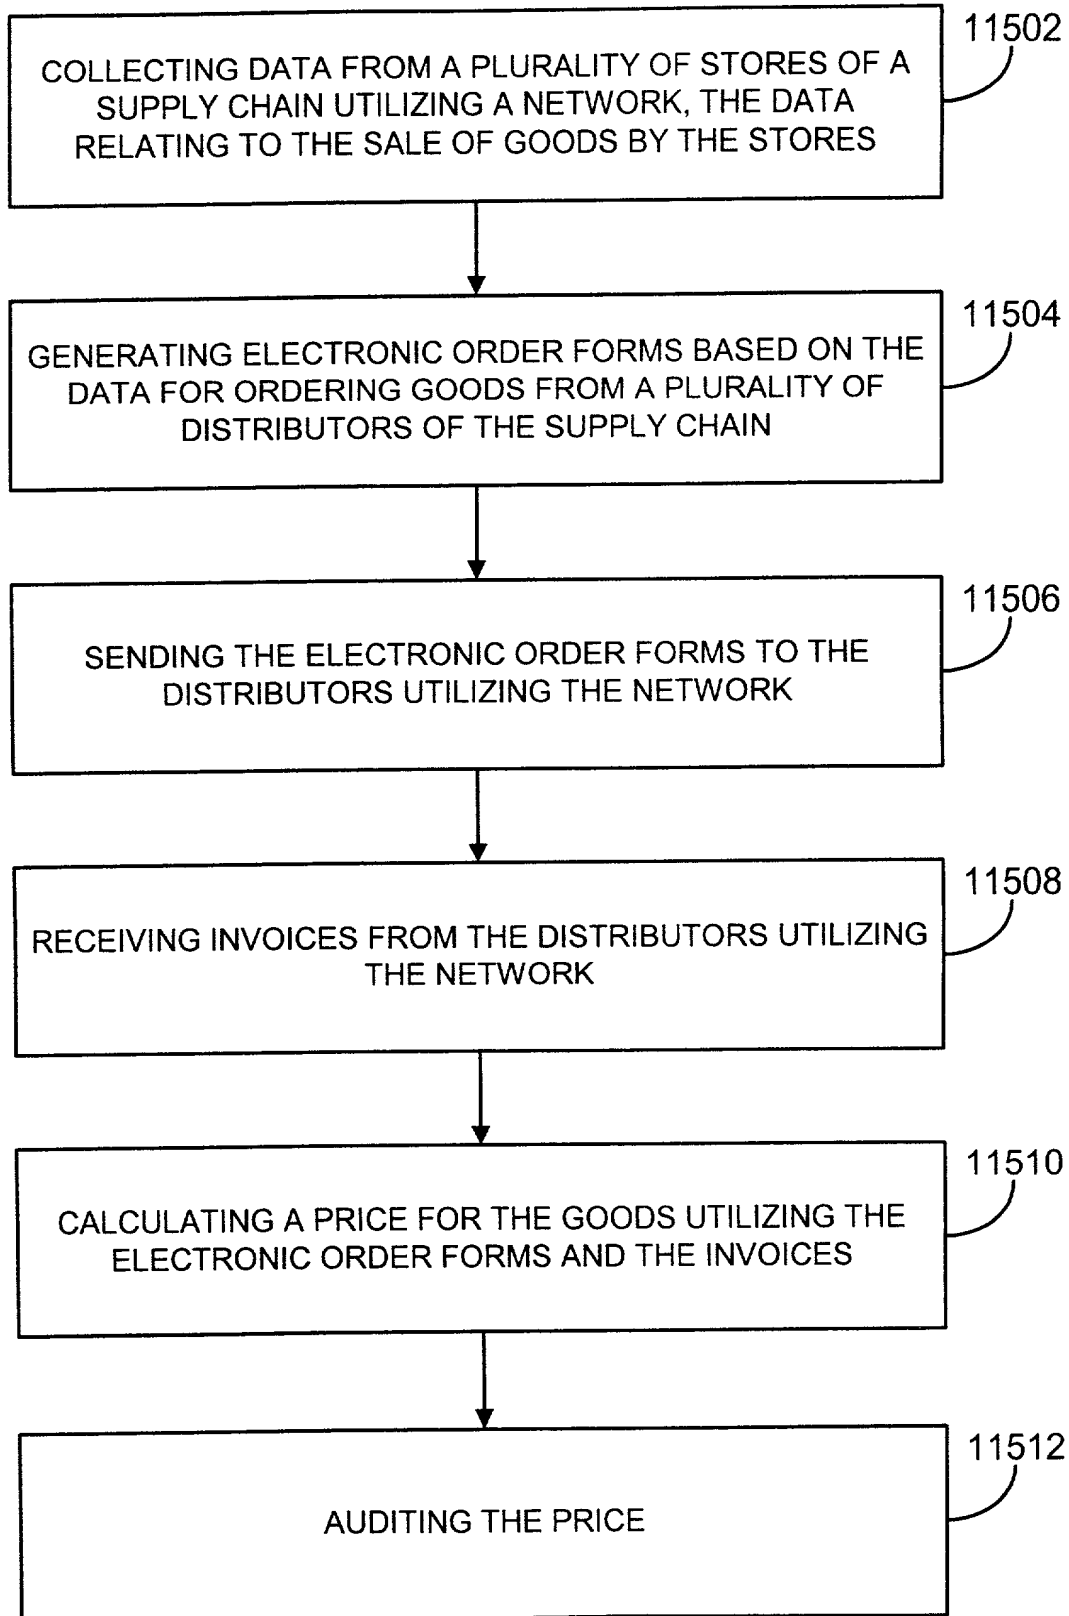 11502
COLLECTING DATA FROM A PLURALITY OF STORES OF A
SUPPLY CHAIN UTILIZING A NETWORK, THE DATA
RELATING TO THE SALE OF GOODS BY THE STORES
11504
GENERATING ELECTRONIC ORDER FORMS BASED ON THE
DATA FOR ORDERING GOODS FROM A PLURALITY OF
DISTRIBUTORS OF THE SUPPLY CHAIN
11506
SENDING THE ELECTRONIC ORDER FORMS TO THE
DISTRIBUTORS UTILIZING THE NETWORK
11508
RECEIVING INVOICES FROM THE DISTRIBUTORS UTILIZING
THE NETWORK
11510
CALCULATING A PRICE FOR THE GOODS UTILIZING THE
ELECTRONIC ORDER FORMS AND THE INVOICES
11512
AUDITING THE PRICE